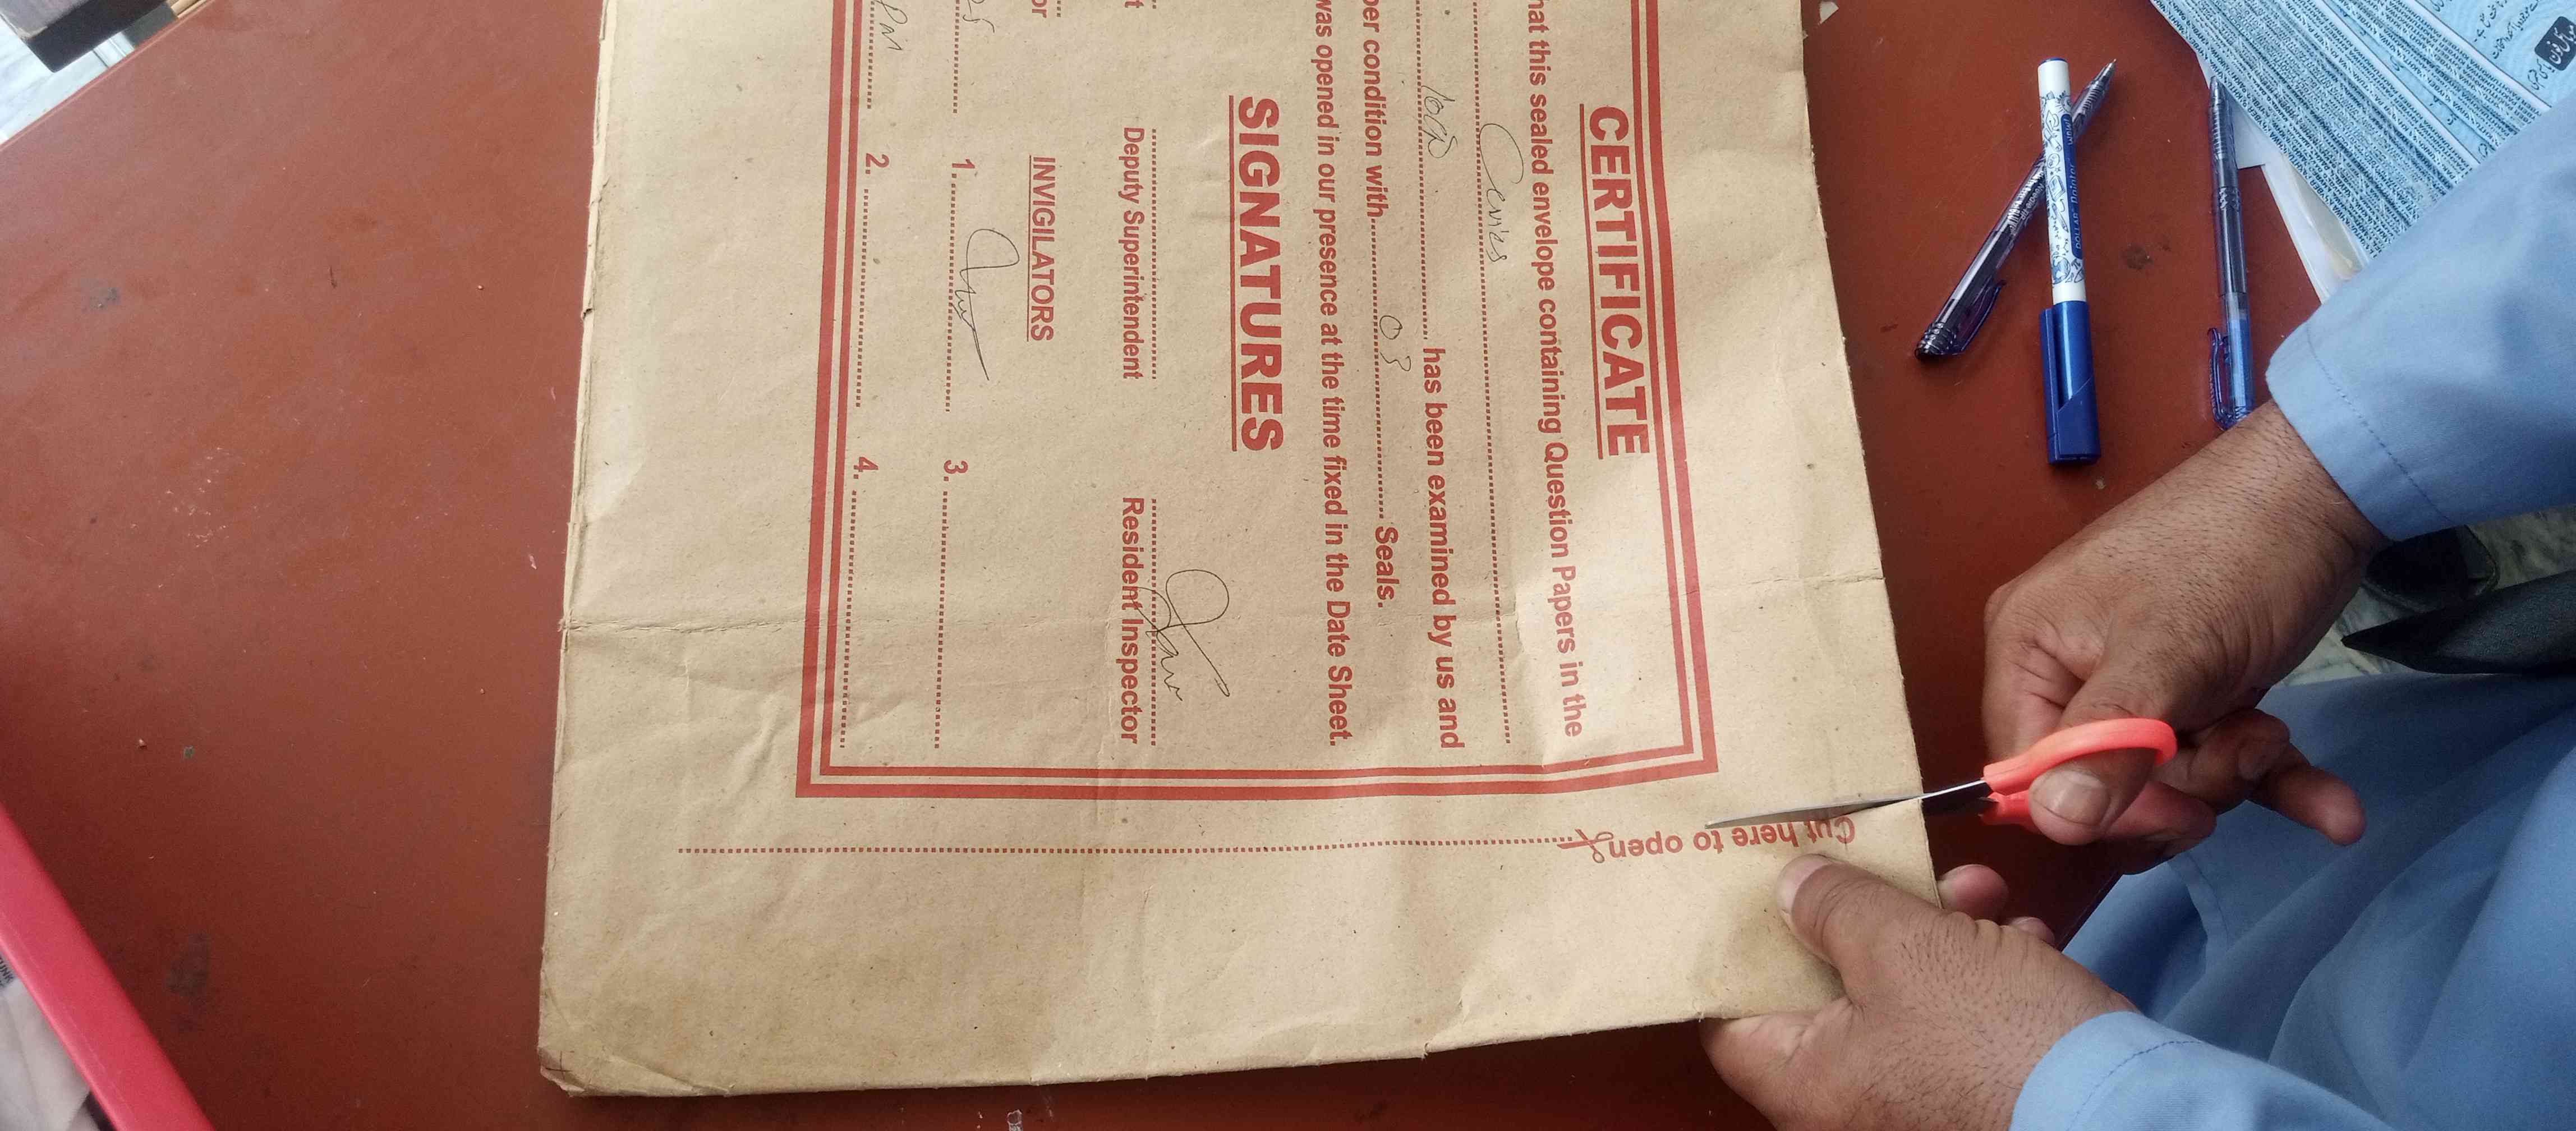 CERTIFICATE
hat this sealed envelope containing Question Papers in the
has been examined by us and
per condition with 03 Seals.
was opened in our presence at the time fixed in the Date Sheet.
SIGNATURES
Deputy Superintendent Resident Inspector
INVIGILATORS
1. 3.
PM 2. 4.
Cut here to open
DOLLAR